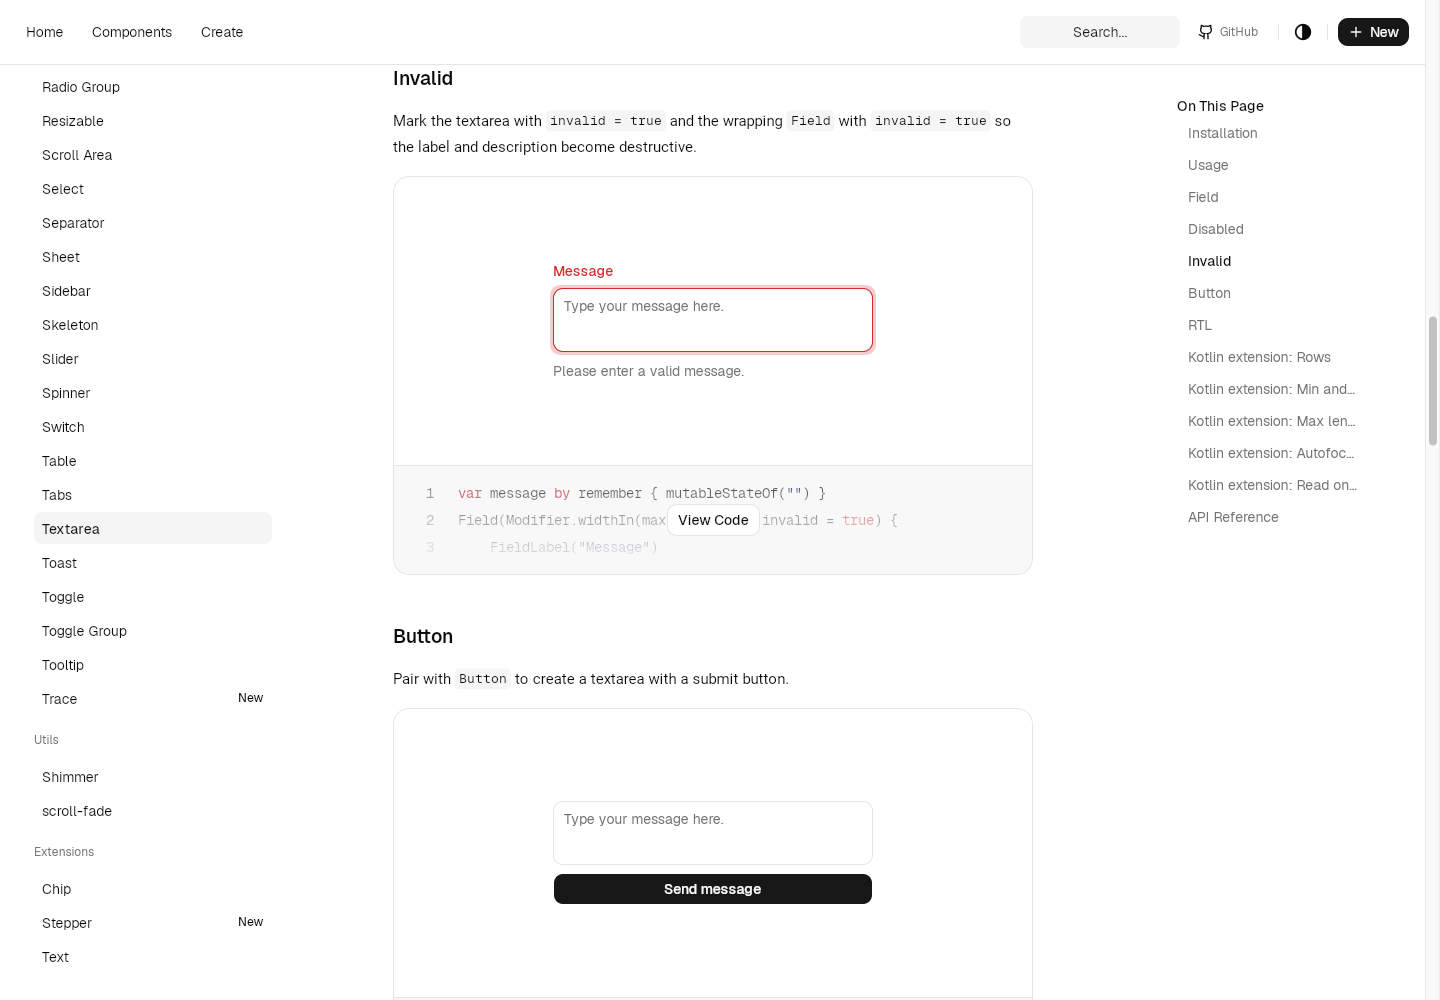 Home
Components
Create
Search...
GitHub
New
Radio Group
Resizable
Scroll Area
Select
Separator
Sheet
Sidebar
Skeleton
Slider
Spinner
Switch
Table
Tabs
Textarea
Toast
Toggle
Toggle Group
Tooltip
Trace New
Utils
Shimmer
scroll-fade
Extensions
Chip
Stepper New
Text
Invalid
Mark the textarea with invalid = true and the wrapping Field with invalid = true so
the label and description become destructive.
Message
Type your message here.
Please enter a valid message.
1 var message by remember { mutableStateOf("") }
2 Field(Modifier.widthIn(max View Code invalid = true) {
3 FieldLabel("Message")
Button
Pair with Button to create a textarea with a submit button.
Type your message here.
Send message
On This Page
Installation
Usage
Field
Disabled
Invalid
Button
RTL
Kotlin extension: Rows
Kotlin extension: Min and...
Kotlin extension: Max len...
Kotlin extension: Autofoc...
Kotlin extension: Read on...
API Reference